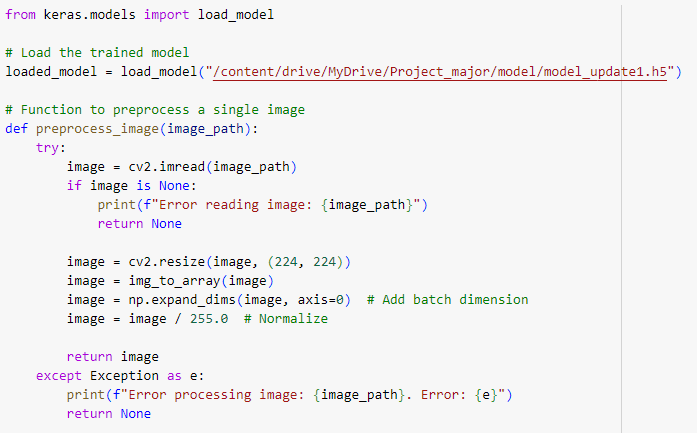 from keras.models import load_model
# Load the trained model
loaded_model = load_model("/content/drive/MyDrive/Project_major/model/model_update1.h5")
# Function to preprocess a single image
def preprocess_image(image_path):
    try:
        image = cv2.imread(image_path)
        if image is None:
            print(f"Error reading image: {image_path}")
            return None
        image = cv2.resize(image, (224, 224))
        image = img_to_array(image)
        image = np.expand_dims(image, axis=0)  # Add batch dimension
        image = image / 255.0  # Normalize
        return image
    except Exception as e:
        print(f"Error processing image: {image_path}. Error: {e}")
        return None